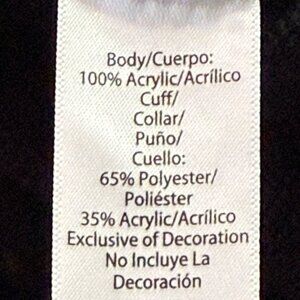 Body/Cuerpo:
100% Acrylic/Acrílico
Cuff/
Collar/
Puño/
Cuello:
65% Polyester/
Poliéster
35% Acrylic/Acrílico
Exclusive of Decoration
No Incluye La
Decoración